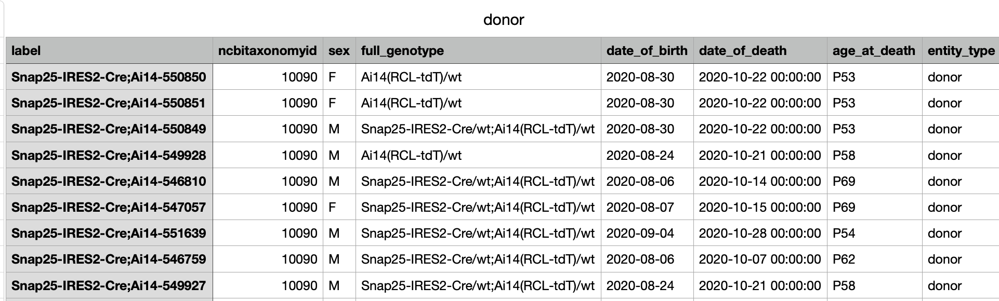 donor
label ncbitaxonomyid sex full_genotype date_of_birth date_of_death age_at_death entity_type
Snap25-IRES2-Cre;Ai14-550850 10090 F Ai14(RCL-tdT)/wt 2020-08-30 2020-10-22 00:00:00 P53 donor
Snap25-IRES2-Cre;Ai14-550851 10090 F Ai14(RCL-tdT)/wt 2020-08-30 2020-10-22 00:00:00 P53 donor
Snap25-IRES2-Cre;Ai14-550849 10090 M Snap25-IRES2-Cre/wt;Ai14(RCL-tdT)/wt 2020-08-30 2020-10-22 00:00:00 P53 donor
Snap25-IRES2-Cre;Ai14-549928 10090 M Ai14(RCL-tdT)/wt 2020-08-24 2020-10-21 00:00:00 P58 donor
Snap25-IRES2-Cre;Ai14-546810 10090 M Snap25-IRES2-Cre/wt;Ai14(RCL-tdT)/wt 2020-08-06 2020-10-14 00:00:00 P69 donor
Snap25-IRES2-Cre;Ai14-547057 10090 F Snap25-IRES2-Cre/wt;Ai14(RCL-tdT)/wt 2020-08-07 2020-10-15 00:00:00 P69 donor
Snap25-IRES2-Cre;Ai14-551639 10090 M Snap25-IRES2-Cre/wt;Ai14(RCL-tdT)/wt 2020-09-04 2020-10-28 00:00:00 P54 donor
Snap25-IRES2-Cre;Ai14-546759 10090 M Snap25-IRES2-Cre/wt;Ai14(RCL-tdT)/wt 2020-08-06 2020-10-07 00:00:00 P62 donor
Snap25-IRES2-Cre;Ai14-549927 10090 M Snap25-IRES2-Cre/wt;Ai14(RCL-tdT)/wt 2020-08-24 2020-10-21 00:00:00 P58 donor